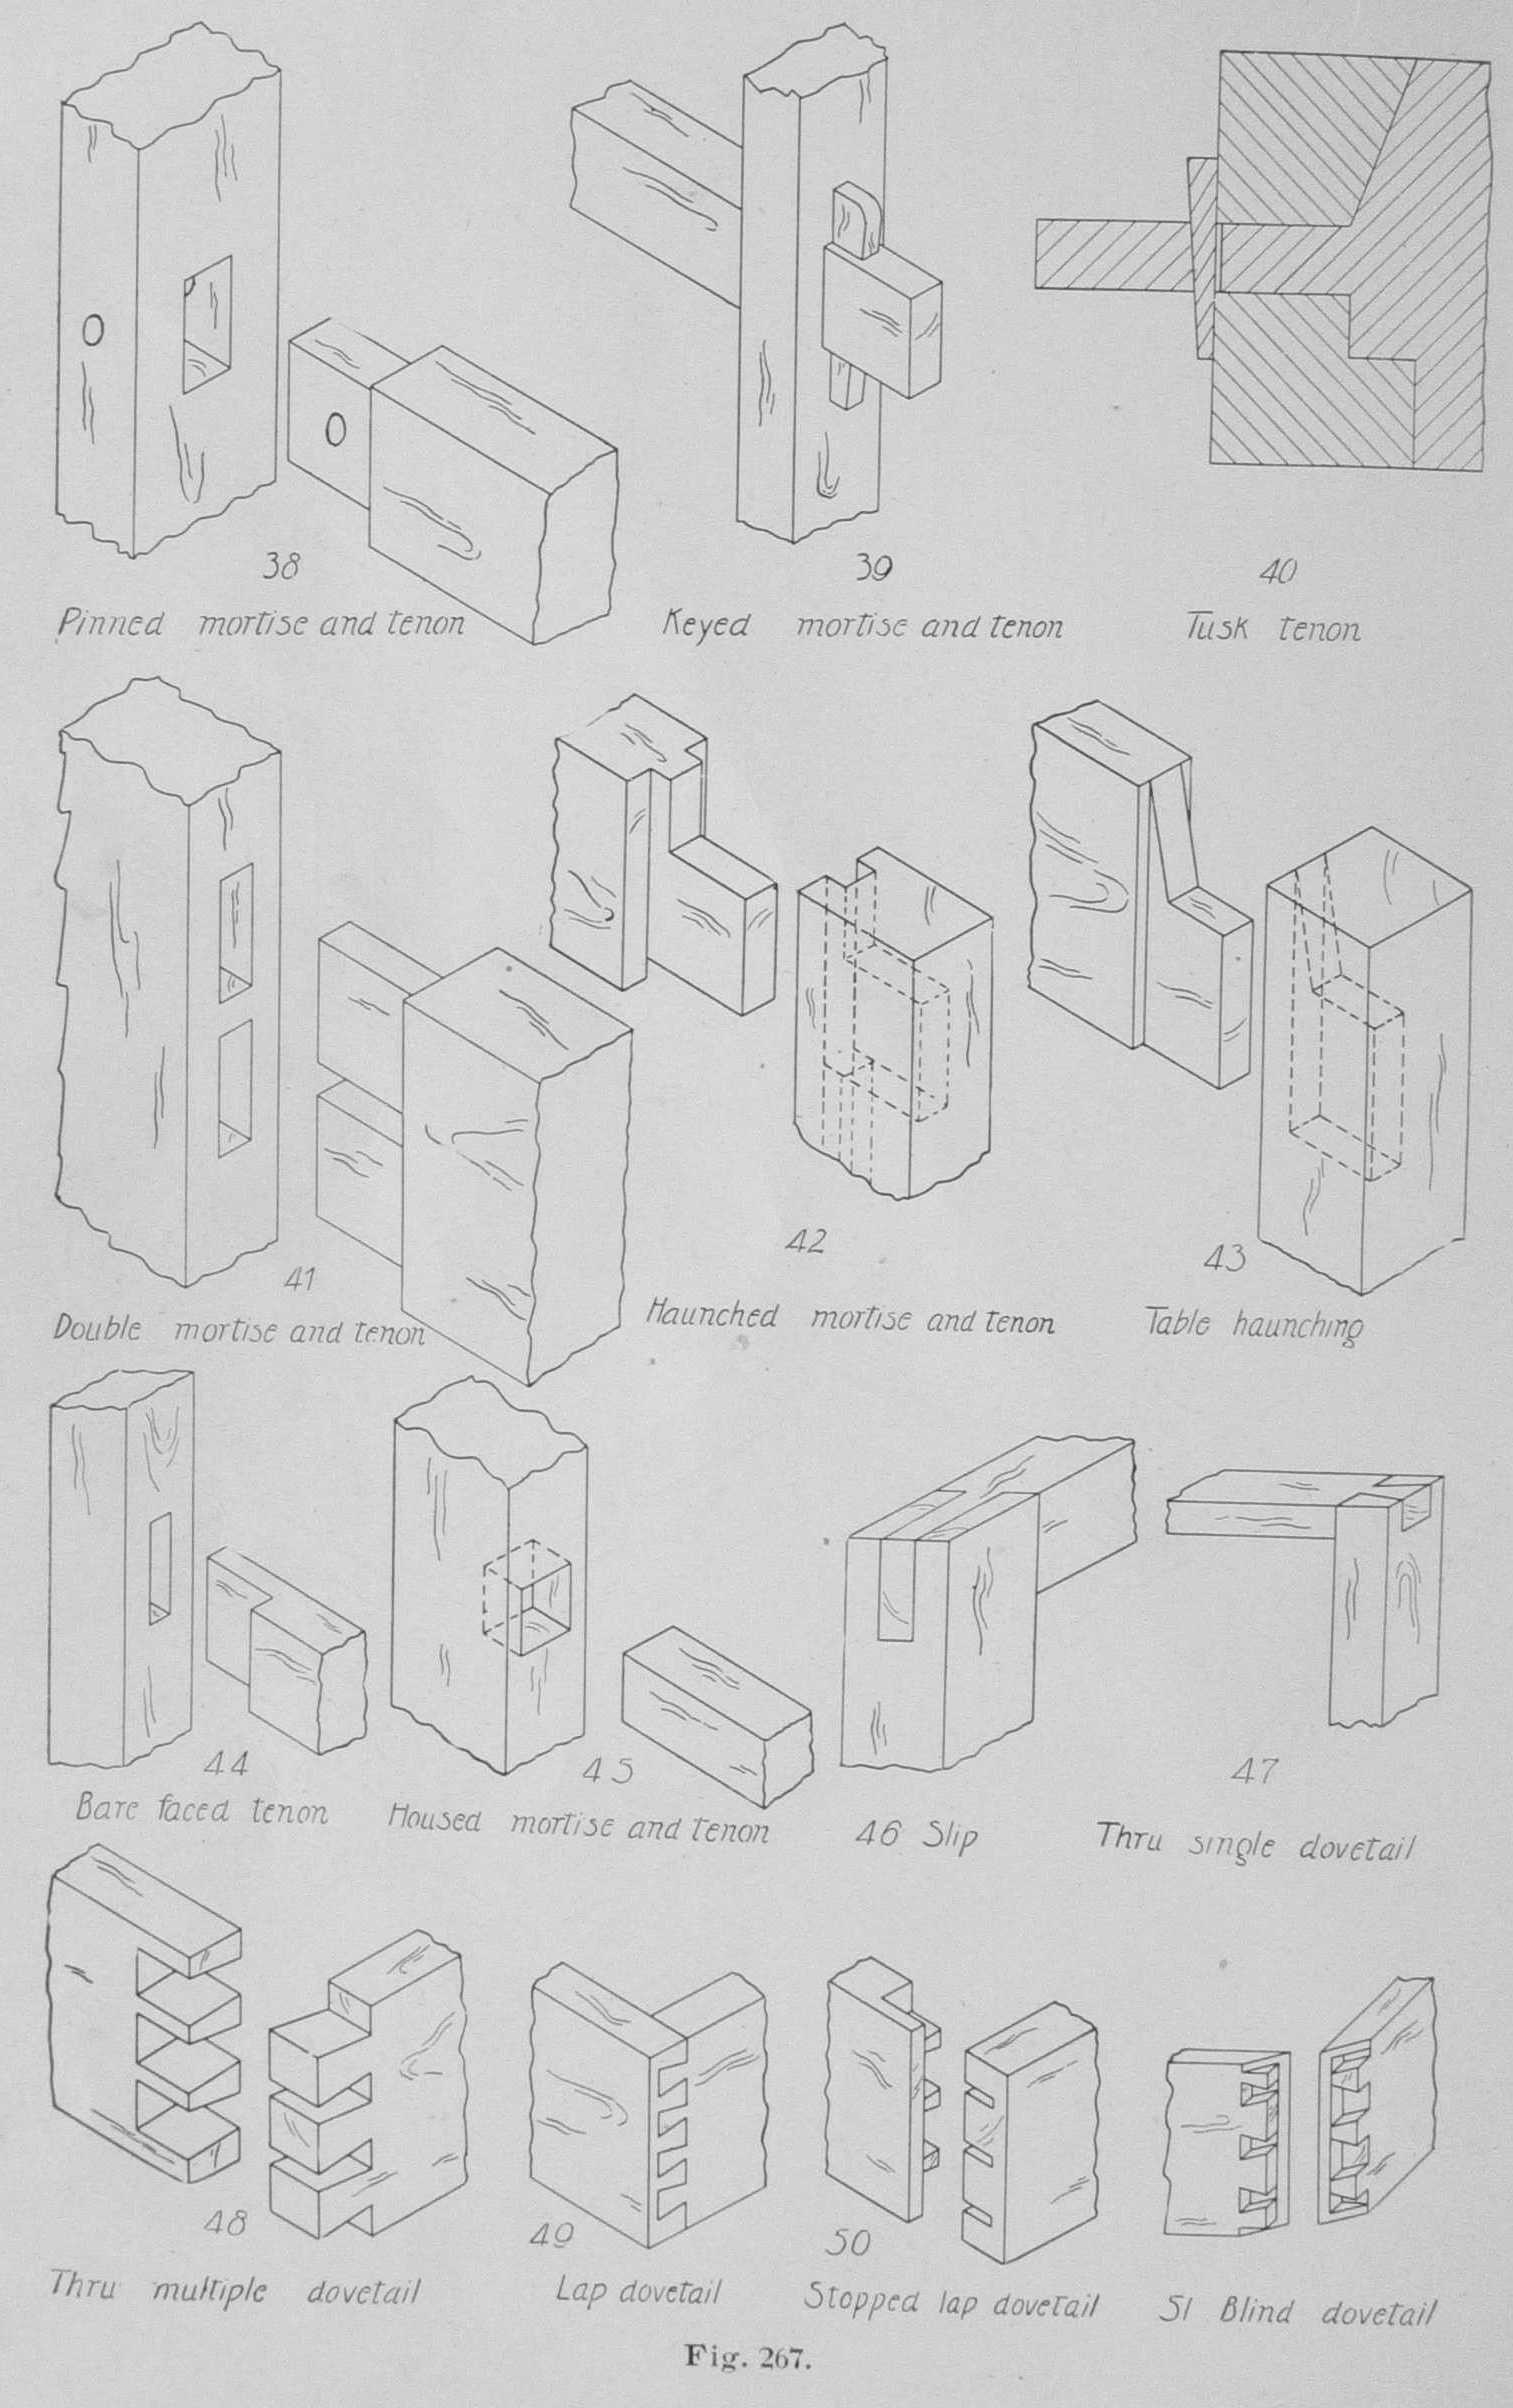 38
39
40
Pinned mortise and tenon
Keyed mortise and tenon
Tusk tenon
41
42
43
Double mortise and tenon
Haunched mortise and tenon
Table haunching
44
45
47
Bare faced tenon
Housed mortise and tenon
46 Slip
Thru single dovetail
48
49
50
Thru multiple dovetail
Lap dovetail
Stopped lap dovetail
51 Blind dovetail
Fig. 267.